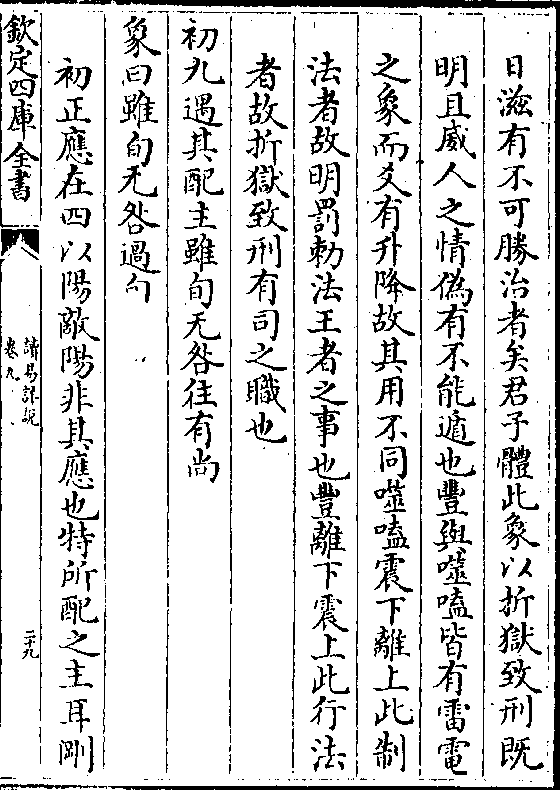 日滋有不可勝治者矣君子體此象以折獄致刑既
明且威人之情偽有不能遁也豐與噬嗑皆有雷電
之象而爻有升降故其用不同噬嗑震下離上此制
法者故明罰勅法王者之事也豐離下震上此行法
者故折獄致刑有司之職也
初九遇其配主雖旬无咎往有尚
象曰雖旬无咎過旬
初正應在四以陽敵陽非其應也特所配之主耳剛
欽定四庫全書
讀易詳說
卷九
二十九